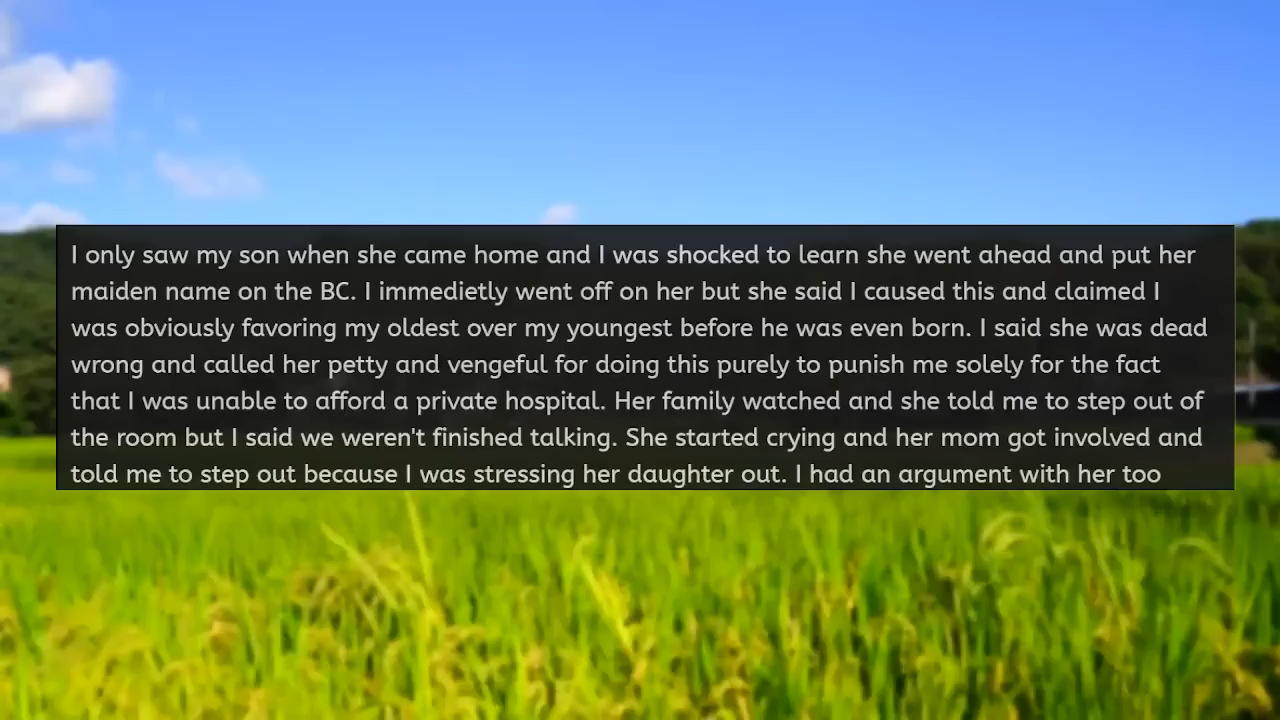 I only saw my son when she came home and I was shocked to learn she went ahead and put her
maiden name on the BC. I immedietly went off on her but she said I caused this and claimed I
was obviously favoring my oldest over my youngest before he was even born. I said she was dead
wrong and called her petty and vengeful for doing this purely to punish me solely for the fact
that I was unable to afford a private hospital. Her family watched and she told me to step out of
the room but I said we weren't finished talking. She started crying and her mom got involved and
told me to step out because I was stressing her daughter out. I had an argument with her too